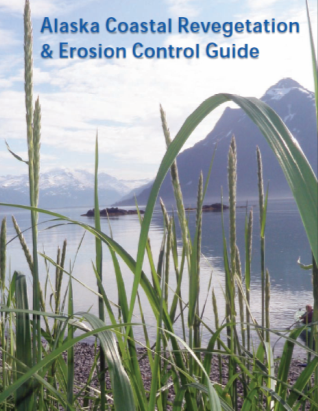 Alaska Coastal Revegetation
& Erosion Control Guide